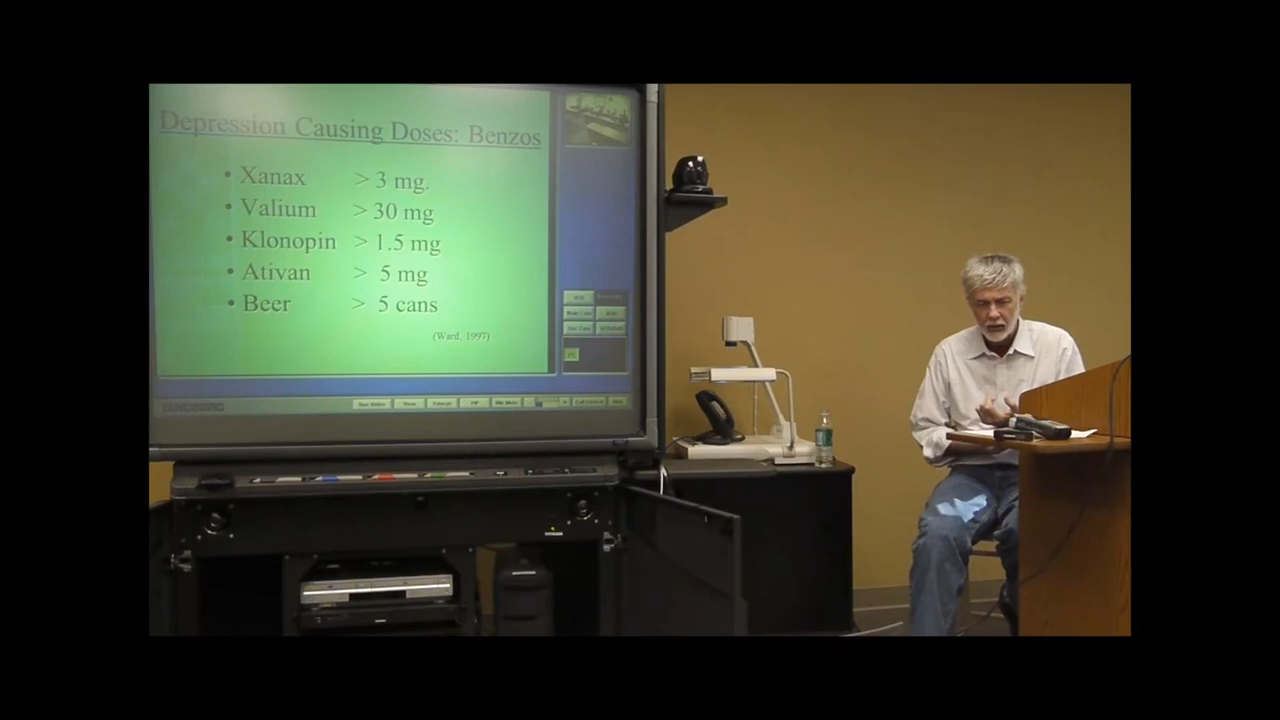 Depression Causing Doses: Benzos
• Xanax > 3 mg.
• Valium > 30 mg
• Klonopin > 1.5 mg
• Ativan > 5 mg
• Beer > 5 cans
(Ward, 1997)
TANDBERG